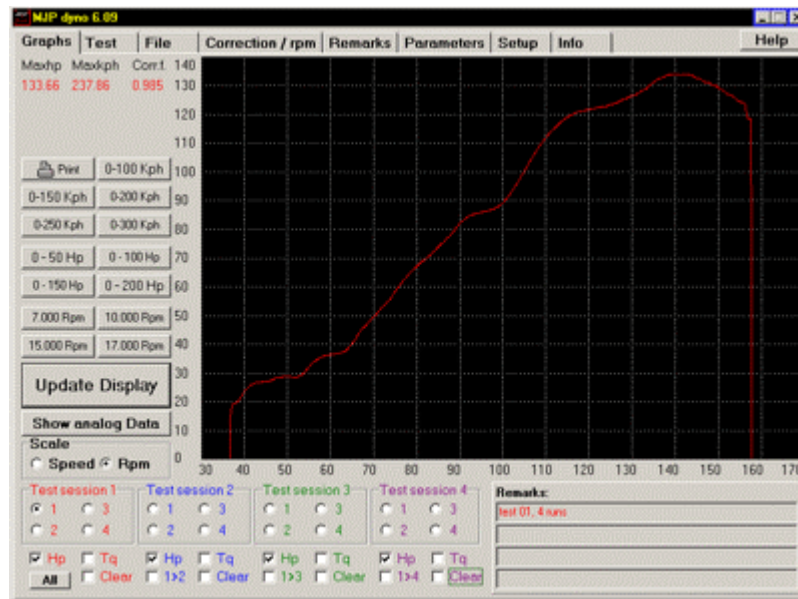 MJP dyno 6.09
Graphs Test File Correction / rpm Remarks Parameters Setup Info Help
Maxhp Maxkph Corr.f.
133.66 237.86 0.985
140
130
120
110
Print 0-100 Kph 100
0-150 Kph 0-200 Kph 90
0-250 Kph 0-300 Kph 80
0 - 50 Hp 0 - 100 Hp 70
0 - 150 Hp 0 - 200 Hp 60
7.000 Rpm 10.000 Rpm 50
15.000 Rpm 17.000 Rpm 40
30
Update Display
20
Show analog Data
10
Scale
Speed Rpm 0
30 40 50 60 70 80 90 100 110 120 130 140 150 160 170
Test session 1 Test session 2 Test session 3 Test session 4 Remarks:
1 3 1 3 1 3 1 3 test 01, 4 runs
2 4 2 4 2 4 2 4
Hp Tq Hp Tq Hp Tq Hp Tq
All Clear 1>2 Clear 1>3 Clear 1>4 Clear